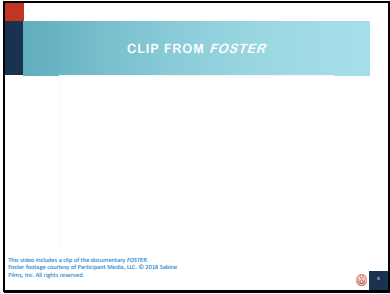 CLIP FROM FOSTER
This video includes a clip of the documentary FOSTER.
Foster footage courtesy of Participant Media, LLC. © 2018 Sabine
Films, Inc. All rights reserved.